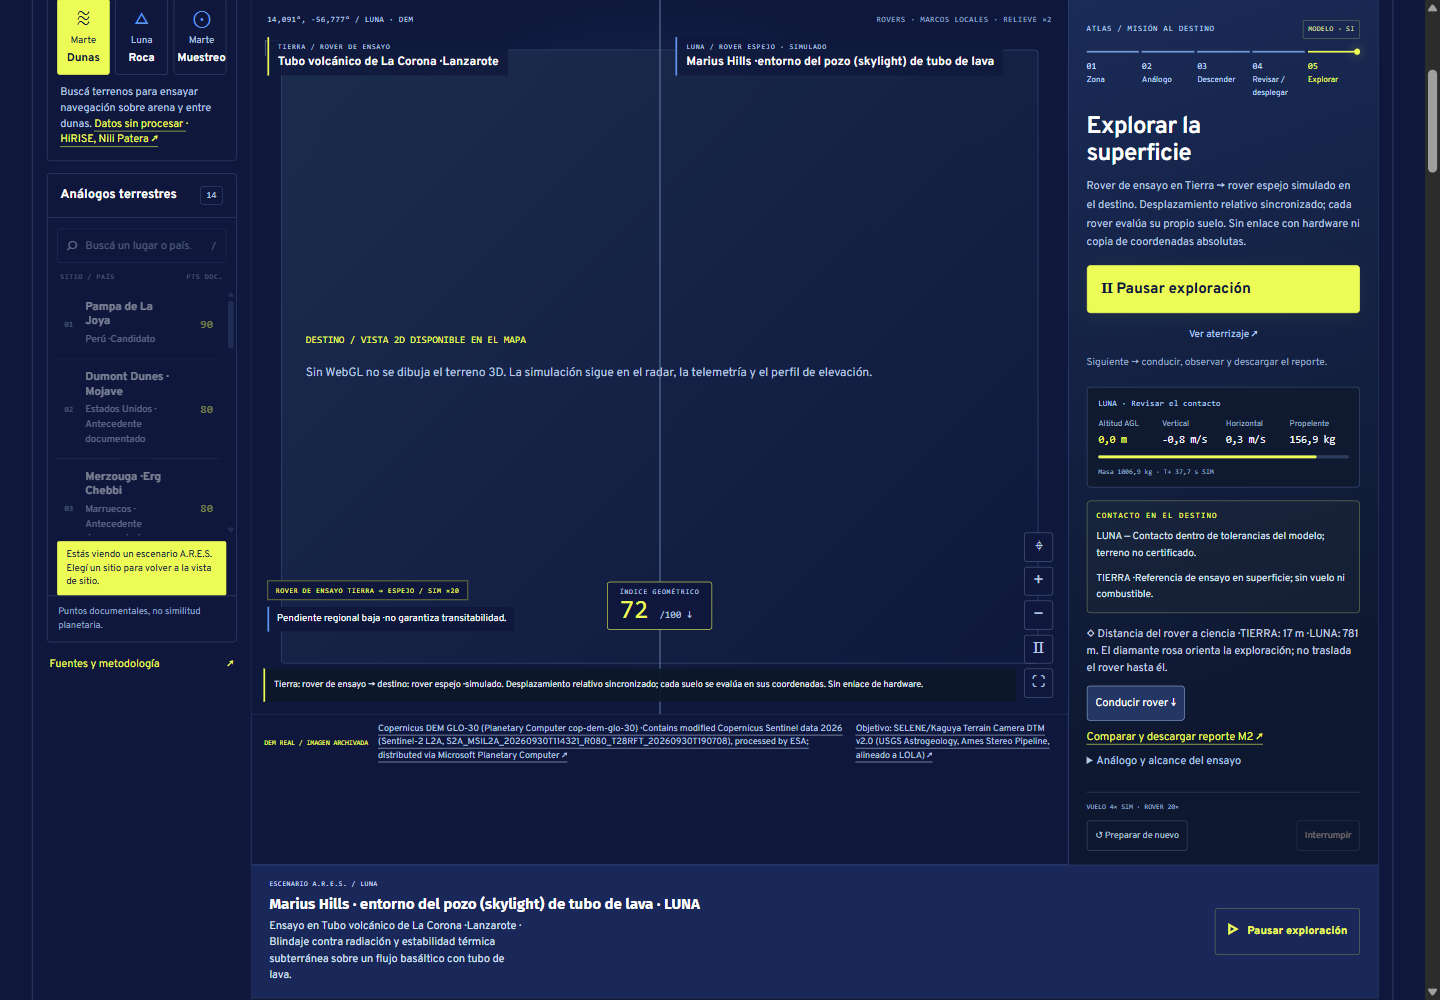 Marte
Dunas
Luna
Roca
Marte
Muestreo
Buscá terrenos para ensayar
navegación sobre arena y entre
dunas. Datos sin procesar ·
HiRISE, Nili Patera ↗
Análogos terrestres
14
Buscá un lugar o país.
/
SITIO / PAÍS
PTS DOC.
01
Pampa de La
Joya
Perú ·Candidato
90
02
Dumont Dunes ·
Mojave
Estados Unidos ·
Antecedente
documentado
80
03
Merzouga ·Erg
Chebbi
Marruecos ·
Antecedente
80
Estás viendo un escenario A.R.E.S.
Elegí un sitio para volver a la vista
de sitio.
Puntos documentales, no similitud
planetaria.
Fuentes y metodología ↗
14,091°, -56,777° / LUNA · DEM
ROVERS · MARCOS LOCALES · RELIEVE ×2
TIERRA / ROVER DE ENSAYO
Tubo volcánico de La Corona ·Lanzarote
LUNA / ROVER ESPEJO · SIMULADO
Marius Hills ·entorno del pozo (skylight) de tubo de lava
DESTINO / VISTA 2D DISPONIBLE EN EL MAPA
Sin WebGL no se dibuja el terreno 3D. La simulación sigue en el radar, la telemetría y el perfil de elevación.
ROVER DE ENSAYO TIERRA → ESPEJO / SIM ×20
Pendiente regional baja ·no garantiza transitabilidad.
ÍNDICE GEOMÉTRICO
72 /100 ↓
+
−
Tierra: rover de ensayo → destino: rover espejo ·simulado. Desplazamiento relativo sincronizado; cada suelo se evalúa en sus coordenadas. Sin enlace de hardware.
DEM REAL / IMAGEN ARCHIVADA
Copernicus DEM GLO-30 (Planetary Computer cop-dem-glo-30) ·Contains modified Copernicus Sentinel data 2026
(Sentinel-2 L2A, S2A_MSIL2A_20260930T114321_R080_T28RFT_20260930T190708), processed by ESA;
distributed via Microsoft Planetary Computer ↗
Objetivo: SELENE/Kaguya Terrain Camera DTM
v2.0 (USGS Astrogeology, Ames Stereo Pipeline,
alineado a LOLA) ↗
ATLAS / MISIÓN AL DESTINO
MODELO · SI
01
Zona
02
Análogo
03
Descender
04
Revisar /
desplegar
05
Explorar
Explorar la
superficie
Rover de ensayo en Tierra → rover espejo simulado en
el destino. Desplazamiento relativo sincronizado; cada
rover evalúa su propio suelo. Sin enlace con hardware ni
copia de coordenadas absolutas.
Pausar exploración
Ver aterrizaje ↗
Siguiente → conducir, observar y descargar el reporte.
LUNA · Revisar el contacto
Altitud AGL
Vertical
Horizontal
Propelente
0,0 m
-0,8 m/s
0,3 m/s
156,9 kg
Masa 1006,9 kg · T+ 37,7 s SIM
CONTACTO EN EL DESTINO
LUNA — Contacto dentro de tolerancias del modelo;
terreno no certificado.
TIERRA ·Referencia de ensayo en superficie; sin vuelo ni
combustible.
◇ Distancia del rover a ciencia ·TIERRA: 17 m ·LUNA: 781
m. El diamante rosa orienta la exploración; no traslada
el rover hasta él.
Conducir rover ↓
Comparar y descargar reporte M2 ↗
▶ Análogo y alcance del ensayo
VUELO 4× SIM · ROVER 20×
↺ Preparar de nuevo
Interrumpir
ESCENARIO A.R.E.S. / LUNA
Marius Hills · entorno del pozo (skylight) de tubo de lava · LUNA
Ensayo en Tubo volcánico de La Corona ·Lanzarote ·
Blindaje contra radiación y estabilidad térmica
subterránea sobre un flujo basáltico con tubo de
lava.
Pausar exploración